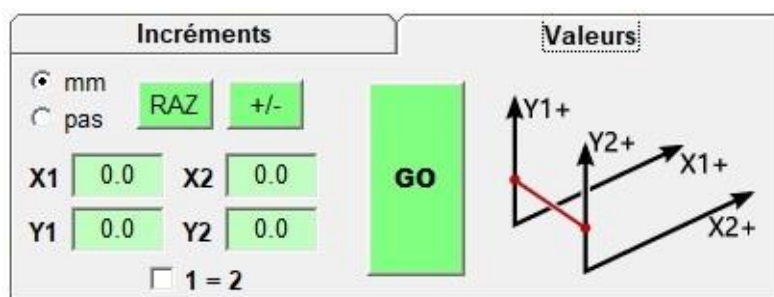 Incréments
Valeurs
mm
pas
RAZ
+/-
X1 0.0 X2 0.0
Y1 0.0 Y2 0.0
1 = 2
GO
Y1+
Y2+
X1+
X2+